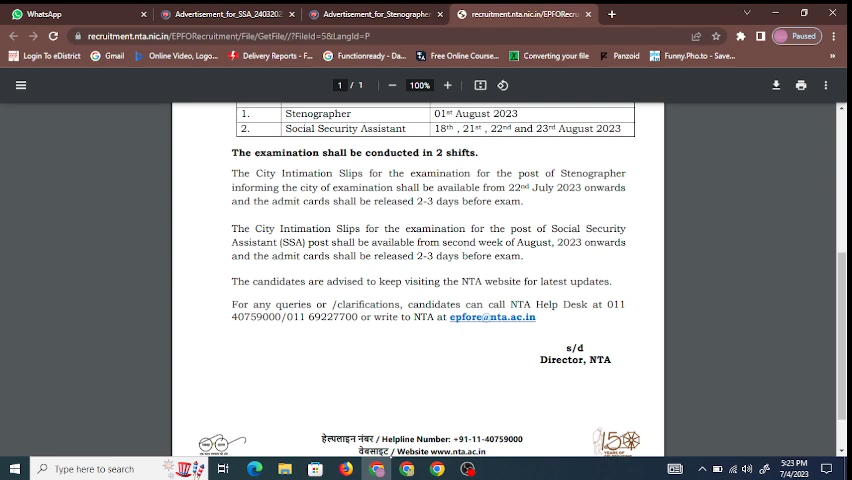 WhatsApp
Advertisement_for_SSA_2403202
Advertisement_for_Stenographer
recruitment.nta.nic.in/EPFORecru
recruitment.nta.nic.in/EPFORecruitment/File/GetFile//?FileId=5&LangId=P
Paused
Login To eDistrict
Gmail
Online Video, Logo...
Delivery Reports - F...
Functionready - Da...
Free Online Course...
Converting your file
Panzoid
Funny.Pho.to - Save...
1 / 1
100%
1. Stenographer 01st August 2023
2. Social Security Assistant 18th , 21st , 22nd and 23rd August 2023
The examination shall be conducted in 2 shifts.
The City Intimation Slips for the examination for the post of Stenographer
informing the city of examination shall be available from 22nd July 2023 onwards
and the admit cards shall be released 2-3 days before exam.
The City Intimation Slips for the examination for the post of Social Security
Assistant (SSA) post shall be available from second week of August, 2023 onwards
and the admit cards shall be released 2-3 days before exam.
The candidates are advised to keep visiting the NTA website for latest updates.
For any queries or /clarifications, candidates can call NTA Help Desk at 011
40759000/011 69227700 or write to NTA at epfore@nta.ac.in
s/d
Director, NTA
हेल्पलाइन नंबर / Helpline Number: +91-11-40759000
वेबसाइट / Website www.nta.ac.in
150
YEARS OF
Type here to search
5:23 PM
7/4/2023